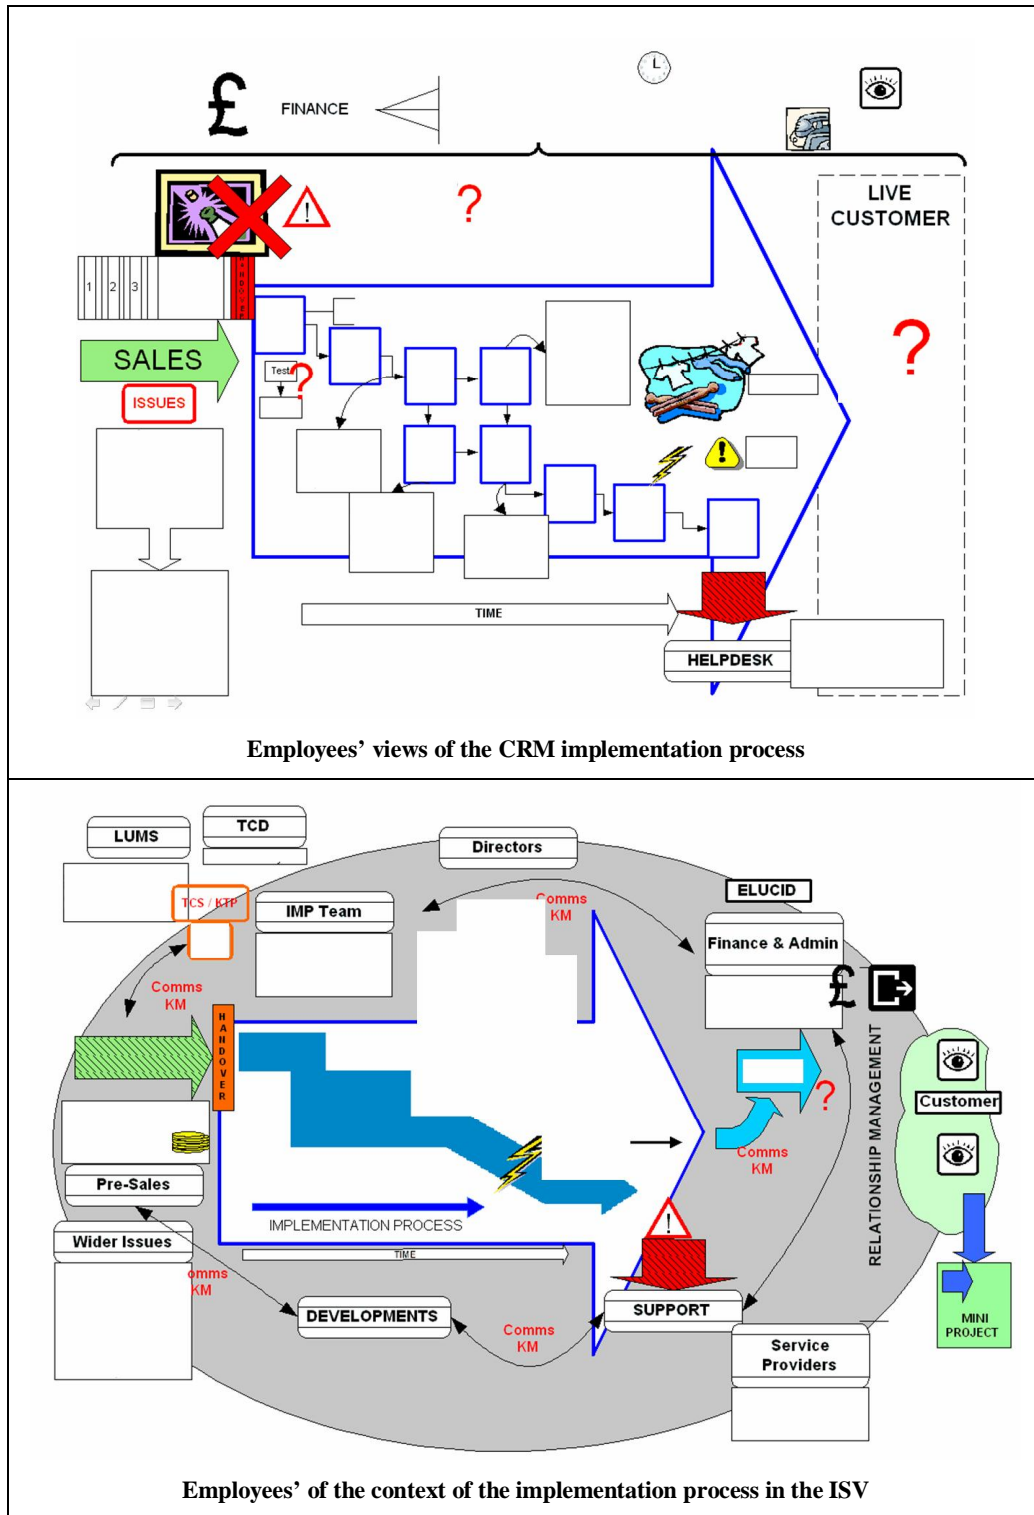 £
FINANCE
L
LIVE
CUSTOMER
!
?
1 2 3
HANDOVER
?
SALES
Test
?
ISSUES
!
TIME
HELPDESK
Employees’ views of the CRM implementation process
TCD
LUMS
Directors
ELUCID
TCS / KTP
IMP Team
Comms
KM
Finance & Admin
£
Comms
KM
HANDOVER
RELATIONSHIP MANAGEMENT
?
Customer
Comms
KM
Pre-Sales
IMPLEMENTATION PROCESS
!
Wider Issues
TIME
omms
KM
DEVELOPMENTS
SUPPORT
MINI
PROJECT
Comms
KM
Service
Providers
Employees’ of the context of the implementation process in the ISV